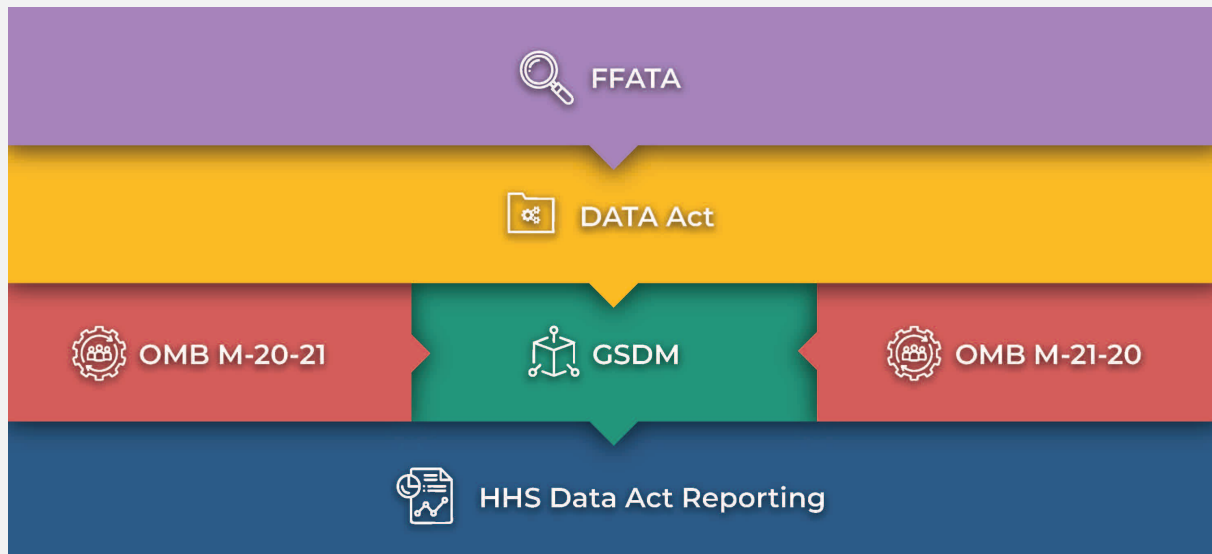 FFATA
DATA Act
OMB M-20-21
GSDM
OMB M-21-20
HHS Data Act Reporting